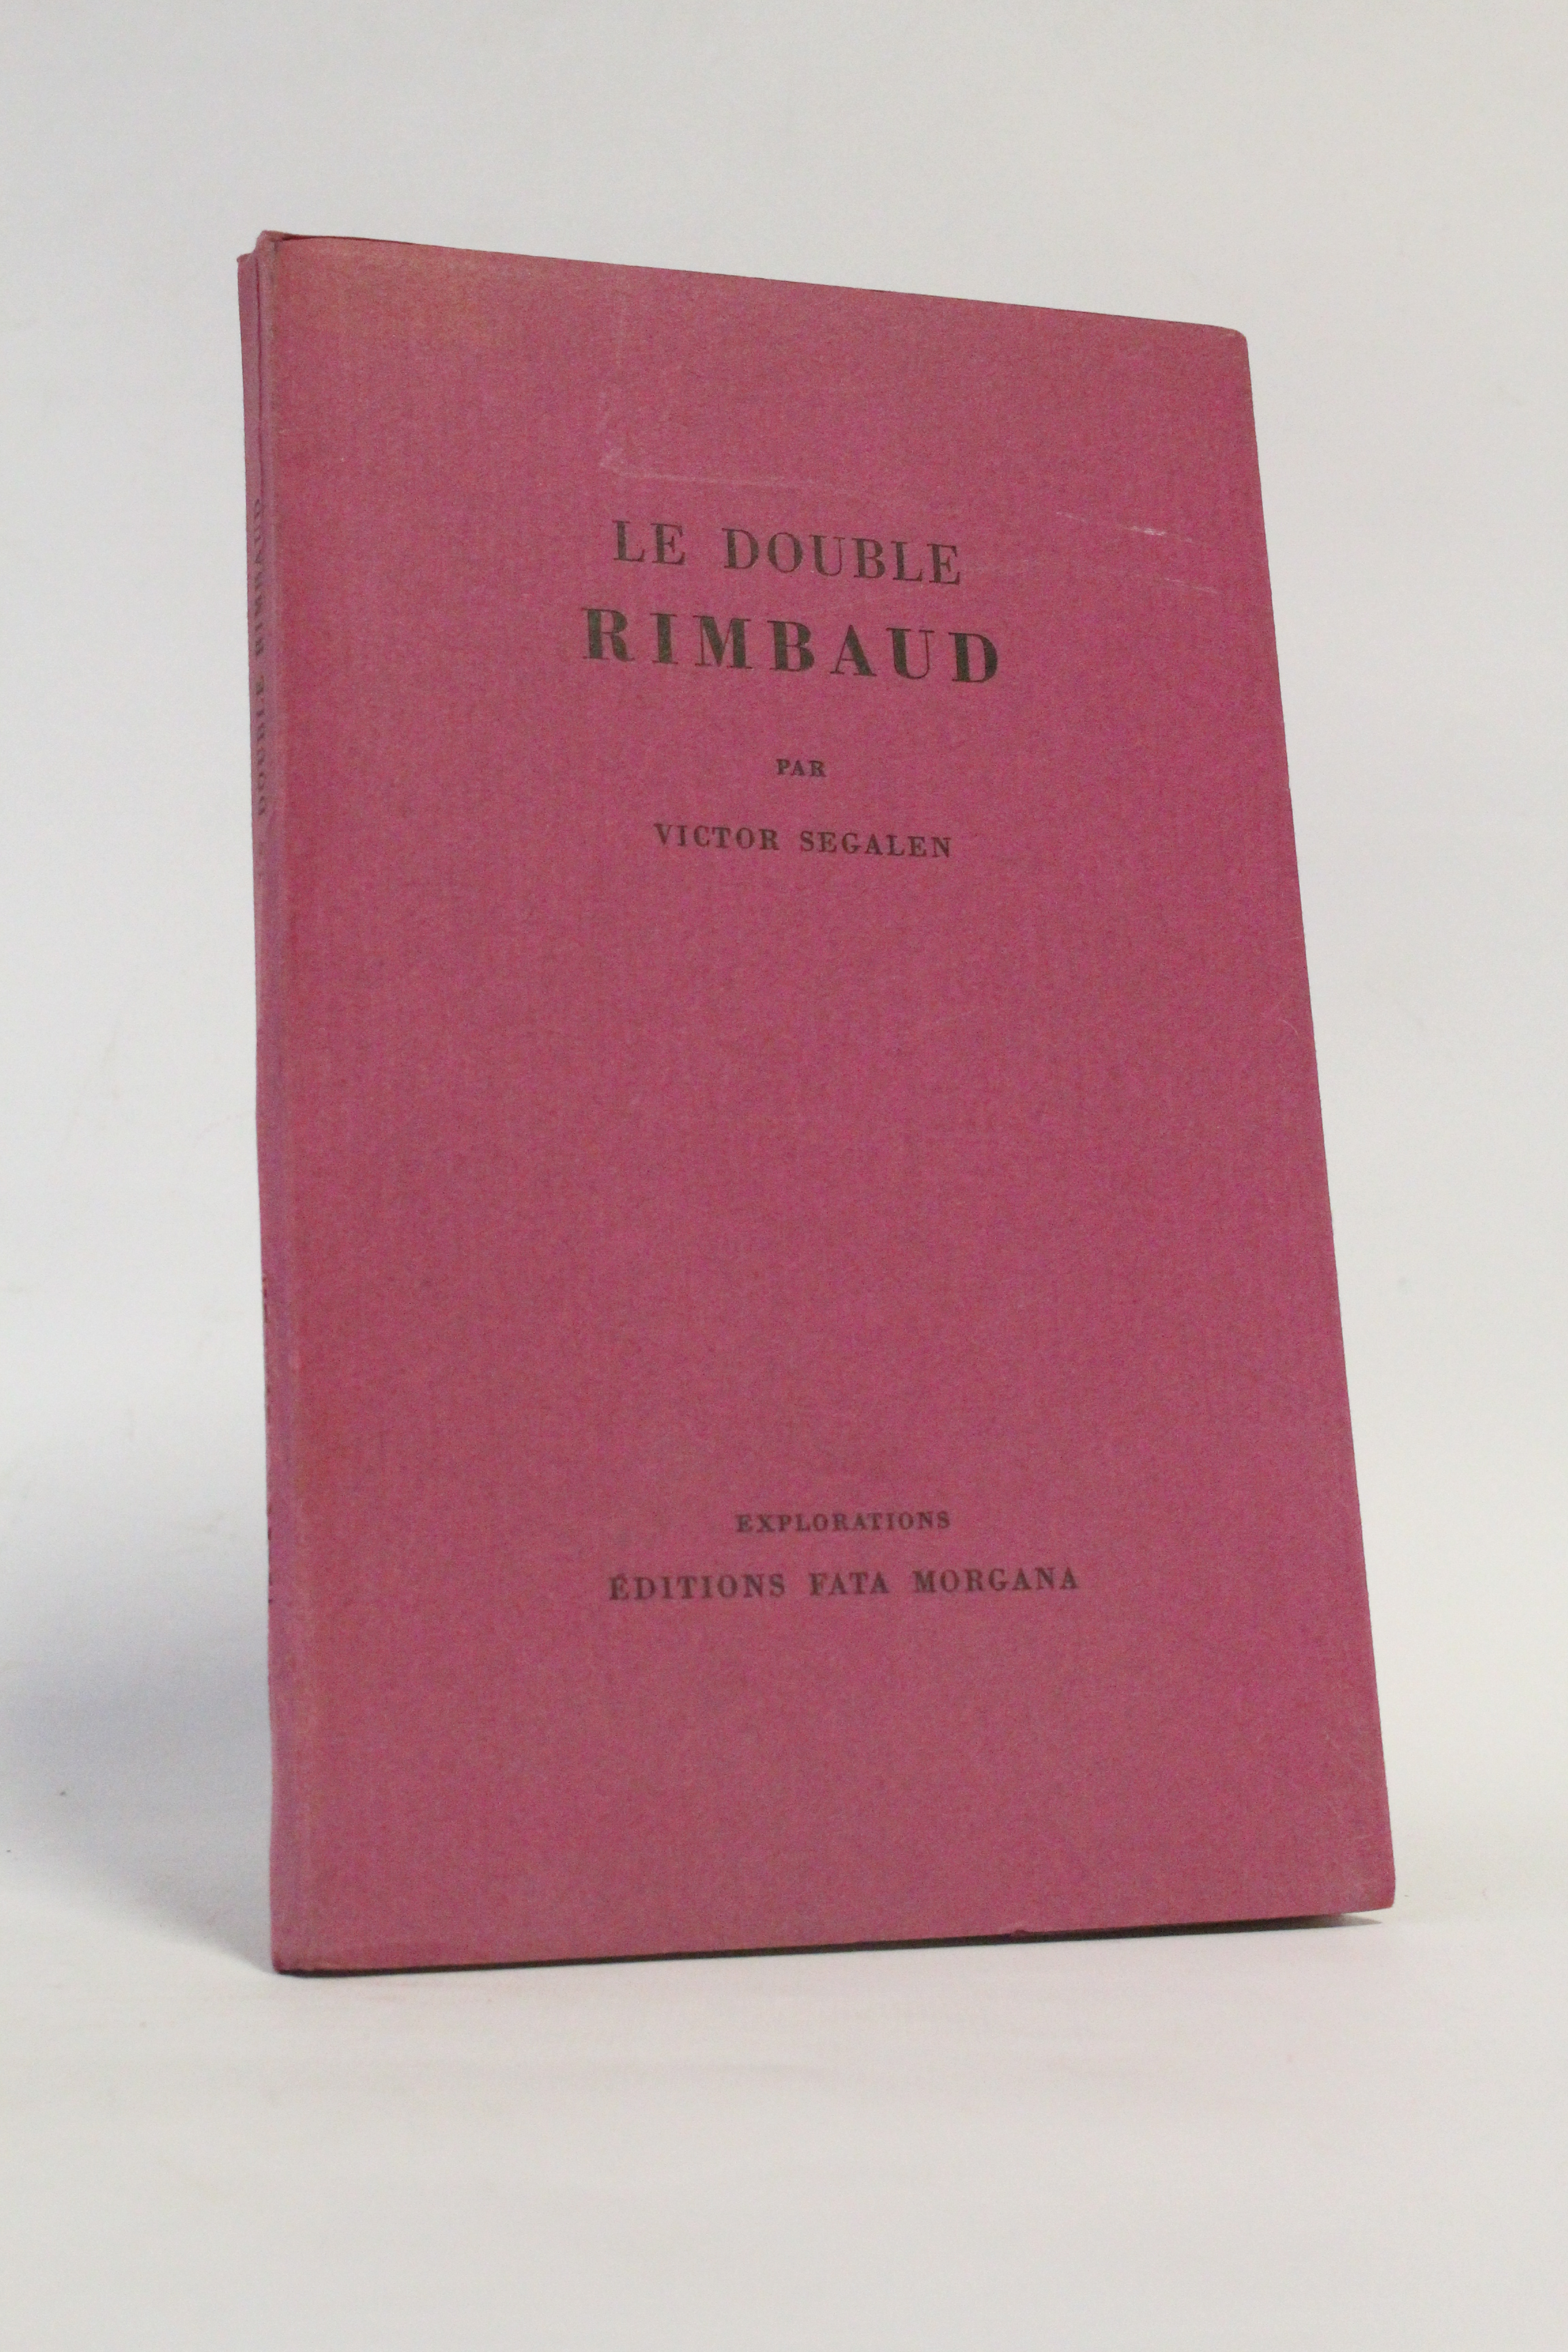 LE DOUBLE
RIMBAUD
PAR
VICTOR SEGALEN
EXPLORATIONS
ÉDITIONS FATA MORGANA
DOUBLE RIMBAUD